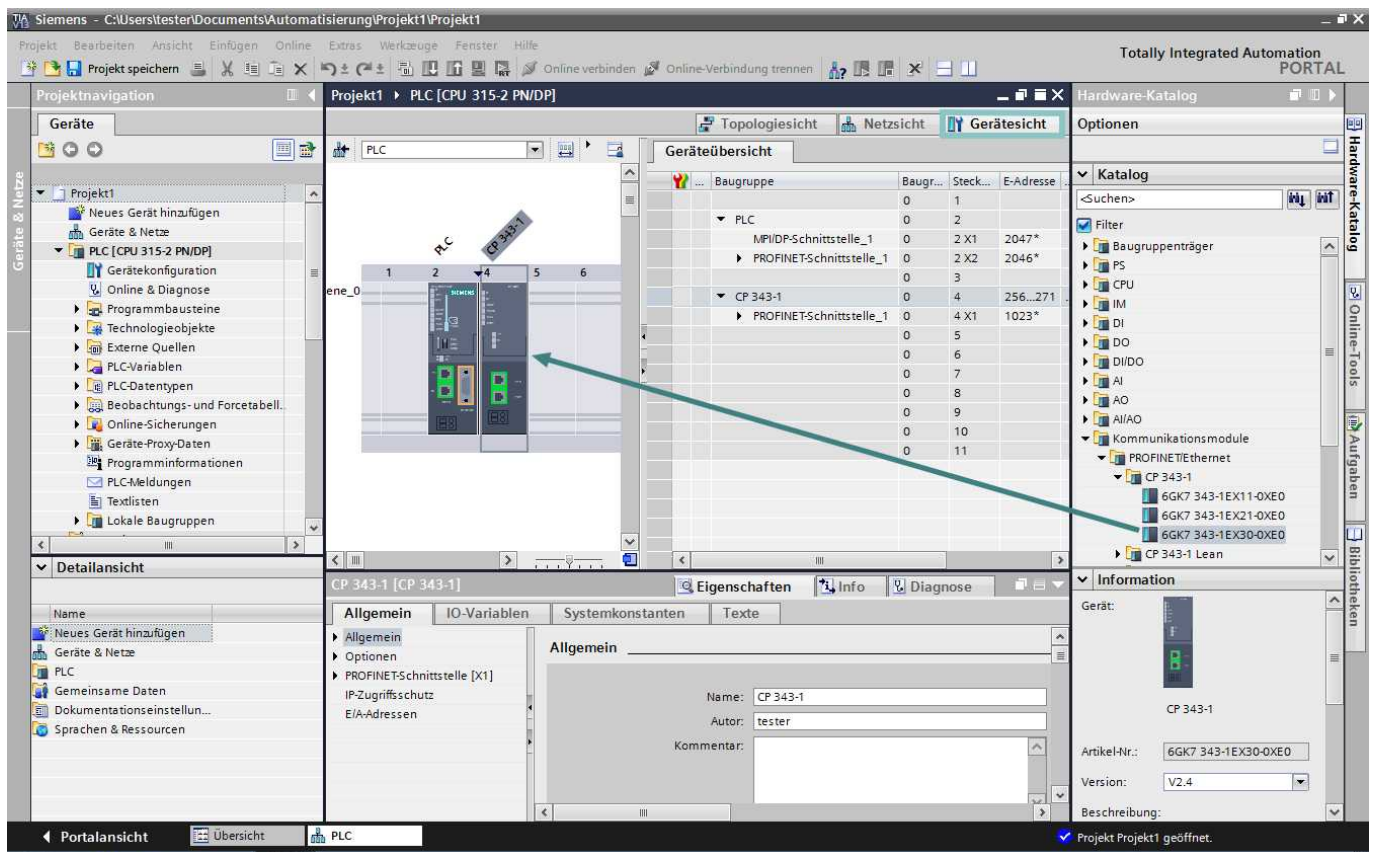 Siemens - C:\Users\tester\Documents\Automatisierung\Projekt1\Projekt1
Projekt Bearbeiten Ansicht Einfügen Online Extras Werkzeuge Fenster Hilfe
Projekt speichern
Online verbinden
Online-Verbindung trennen
Totally Integrated Automation
PORTAL
Projektnavigation
Geräte
Geräte & Netze
Projekt1
Neues Gerät hinzufügen
Geräte & Netze
PLC [CPU 315-2 PN/DP]
Gerätekonfiguration
Online & Diagnose
Programmbausteine
Technologieobjekte
Externe Quellen
PLC-Variablen
PLC-Datentypen
Beobachtungs- und Forcetabell..
Online-Sicherungen
Geräte-Proxy-Daten
Programminformationen
PLC-Meldungen
Textlisten
Lokale Baugruppen
Detailansicht
Name
Neues Gerät hinzufügen
Geräte & Netze
PLC
Gemeinsame Daten
Dokumentationseinstellun...
Sprachen & Ressourcen
Projekt1 PLC [CPU 315-2 PN/DP]
Topologiesicht
Netzsicht
Gerätesicht
PLC
PLC
CP 343-1
1 2 4 5 6
ene_0
SIEMENS
Geräteübersicht
... Baugruppe Baugr... Steck... E-Adresse
0 1
PLC 0 2
MPI/DP-Schnittstelle_1 0 2 X1 2047*
PROFINET-Schnittstelle_1 0 2 X2 2046*
0 3
CP 343-1 0 4 256...271
PROFINET-Schnittstelle_1 0 4 X1 1023*
0 5
0 6
0 7
0 8
0 9
0 10
0 11
CP 343-1 [CP 343-1]
Eigenschaften
Info
Diagnose
Allgemein IO-Variablen Systemkonstanten Texte
Allgemein
Optionen
PROFINET-Schnittstelle [X1]
IP-Zugriffsschutz
E/A-Adressen
Allgemein
Name: CP 343-1
Autor: tester
Kommentar:
Hardware-Katalog
Optionen
Katalog
<Suchen>
Filter
Baugruppenträger
PS
CPU
IM
DI
DO
DI/DO
AI
AO
AI/AO
Kommunikationsmodule
PROFINET/Ethernet
CP 343-1
6GK7 343-1EX11-0XE0
6GK7 343-1EX21-0XE0
6GK7 343-1EX30-0XE0
CP 343-1 Lean
Information
Gerät:
CP 343-1
Artikel-Nr.: 6GK7 343-1EX30-0XE0
Version: V2.4
Beschreibung:
Hardware-Katalog
Online-Tools
Aufgaben
Bibliotheken
Portalansicht
Übersicht
PLC
Projekt Projekt1 geöffnet.